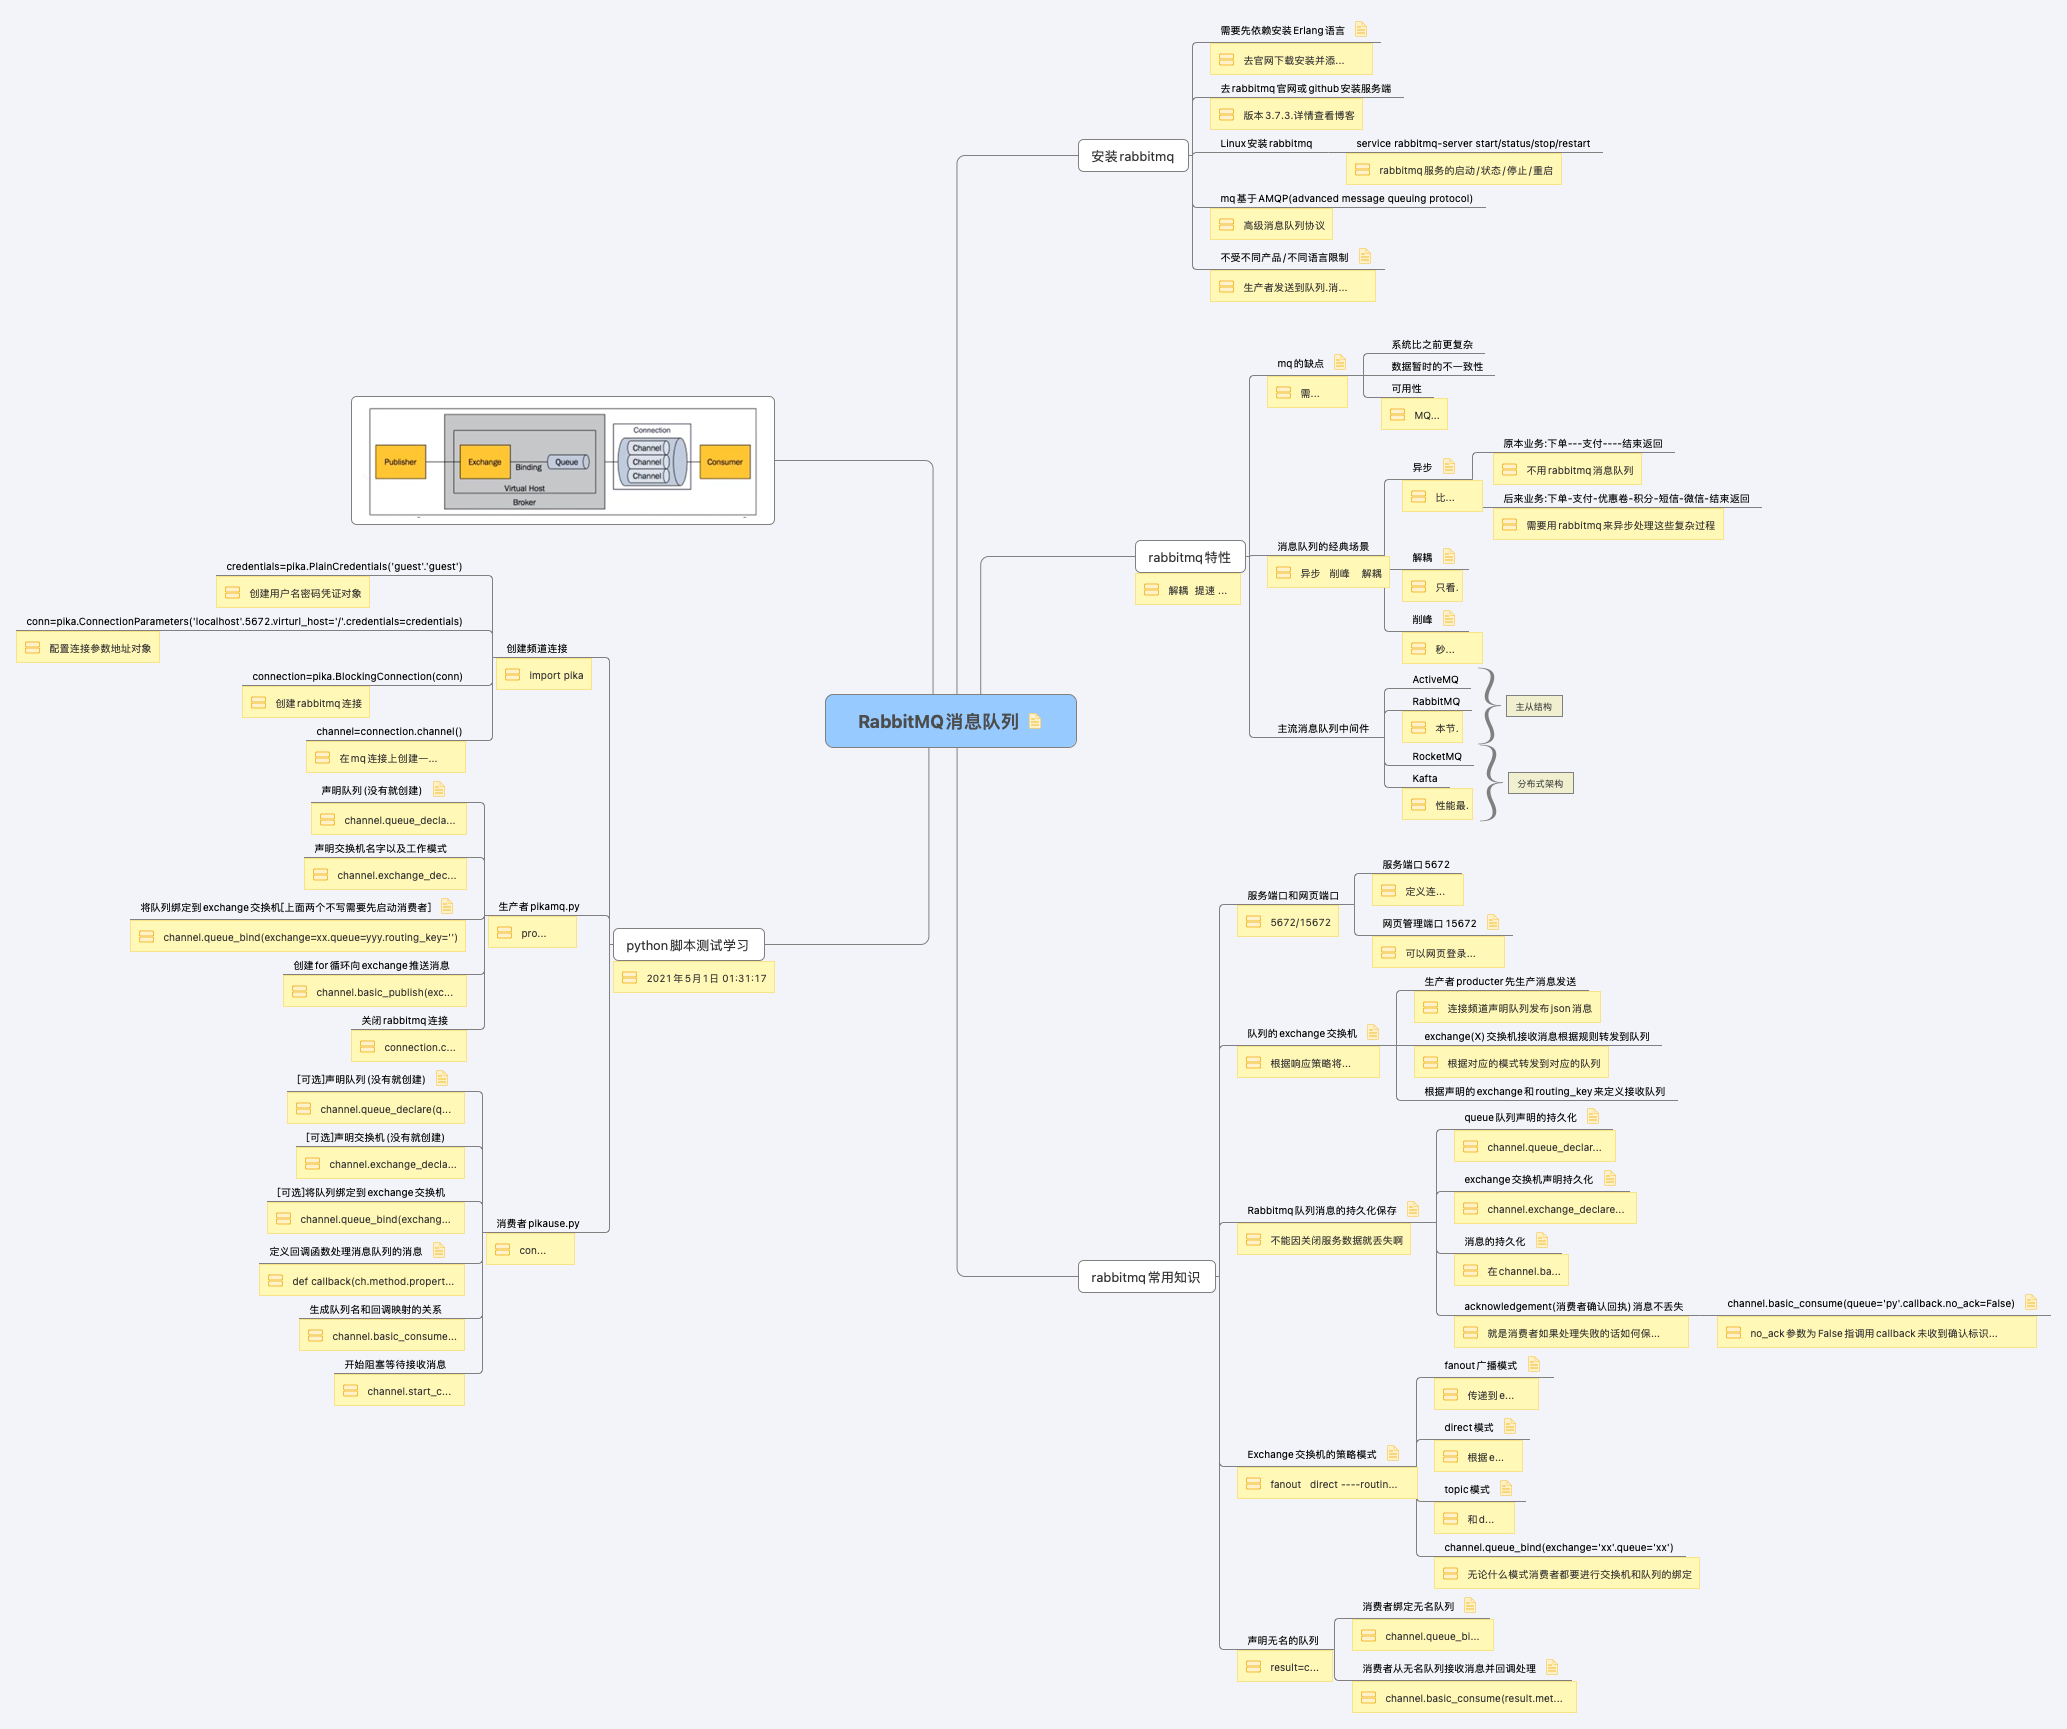 RabbitMQ消息队列
安装rabbitmq
需要先依赖安装Erlang语言
去官网下载安装并添...
去rabbitmq官网或github安装服务端
版本3.7.3.详情查看博客
Linux安装rabbitmq
service rabbitmq-server start/status/stop/restart
rabbitmq服务的启动/状态/停止/重启
mq基于AMQP(advanced message queuing protocol)
高级消息队列协议
不受不同产品/不同语言限制
生产者发送到队列.消...
rabbitmq特性
解耦 提速 ...
mq的缺点
需...
系统比之前更复杂
数据暂时的不一致性
可用性
MQ...
消息队列的经典场景
异步 削峰 解耦
异步
比...
原本业务:下单---支付----结束返回
不用rabbitmq消息队列
后来业务:下单-支付-优惠卷-积分-短信-微信-结束返回
需要用rabbitmq来异步处理这些复杂过程
解耦
只看.
削峰
秒...
主流消息队列中间件
ActiveMQ
RabbitMQ
本节.
主从结构
RocketMQ
Kafta
性能最.
分布式架构
rabbitmq常用知识
服务端口和网页端口
5672/15672
服务端口5672
定义连...
网页管理端口15672
可以网页登录...
队列的exchange交换机
根据响应策略将...
生产者producter先生产消息发送
连接频道声明队列发布json消息
exchange(X)交换机接收消息根据规则转发到队列
根据对应的模式转发到对应的队列
根据声明的exchange和routing_key来定义接收队列
Rabbitmq队列消息的持久化保存
不能因关闭服务数据就丢失啊
queue队列声明的持久化
channel.queue_declar...
exchange交换机声明持久化
channel.exchange_declare...
消息的持久化
在channel.ba...
acknowledgement(消费者确认回执)消息不丢失
就是消费者如果处理失败的话如何保...
channel.basic_consume(queue='py'.callback.no_ack=False)
no_ack参数为False指调用callback未收到确认标识...
Exchange交换机的策略模式
fanout direct ----routin...
fanout广播模式
传递到e...
direct模式
根据e...
topic模式
和d...
channel.queue_bind(exchange='xx'.queue='xx')
无论什么模式消费者都要进行交换机和队列的绑定
声明无名的队列
result=c...
消费者绑定无名队列
channel.queue_bi...
消费者从无名队列接收消息并回调处理
channel.basic_consume(result.met...
Publisher
Exchange
Binding
Queue
Virtual Host
Broker
Connection
Channel
Channel
Channel
Consumer
python脚本测试学习
2021年5月1日 01:31:17
创建频道连接
import pika
credentials=pika.PlainCredentials('guest'.'guest')
创建用户名密码凭证对象
conn=pika.ConnectionParameters('localhost'.5672.virturl_host='/'.credentials=credentials)
配置连接参数地址对象
connection=pika.BlockingConnection(conn)
创建rabbitmq连接
channel=connection.channel()
在mq连接上创建一...
生产者pikamq.py
pro...
声明队列(没有就创建)
channel.queue_decla...
声明交换机名字以及工作模式
channel.exchange_dec...
将队列绑定到exchange交换机[上面两个不写需要先启动消费者]
channel.queue_bind(exchange=xx.queue=yyy.routing_key='')
创建for循环向exchange推送消息
channel.basic_publish(exc...
关闭rabbitmq连接
connection.c...
消费者pikause.py
con...
[可选]声明队列(没有就创建)
channel.queue_declare(q...
[可选]声明交换机(没有就创建)
channel.exchange_decla...
[可选]将队列绑定到exchange交换机
channel.queue_bind(exchang...
定义回调函数处理消息队列的消息
def callback(ch.method.propert...
生成队列名和回调映射的关系
channel.basic_consume...
开始阻塞等待接收消息
channel.start_c...